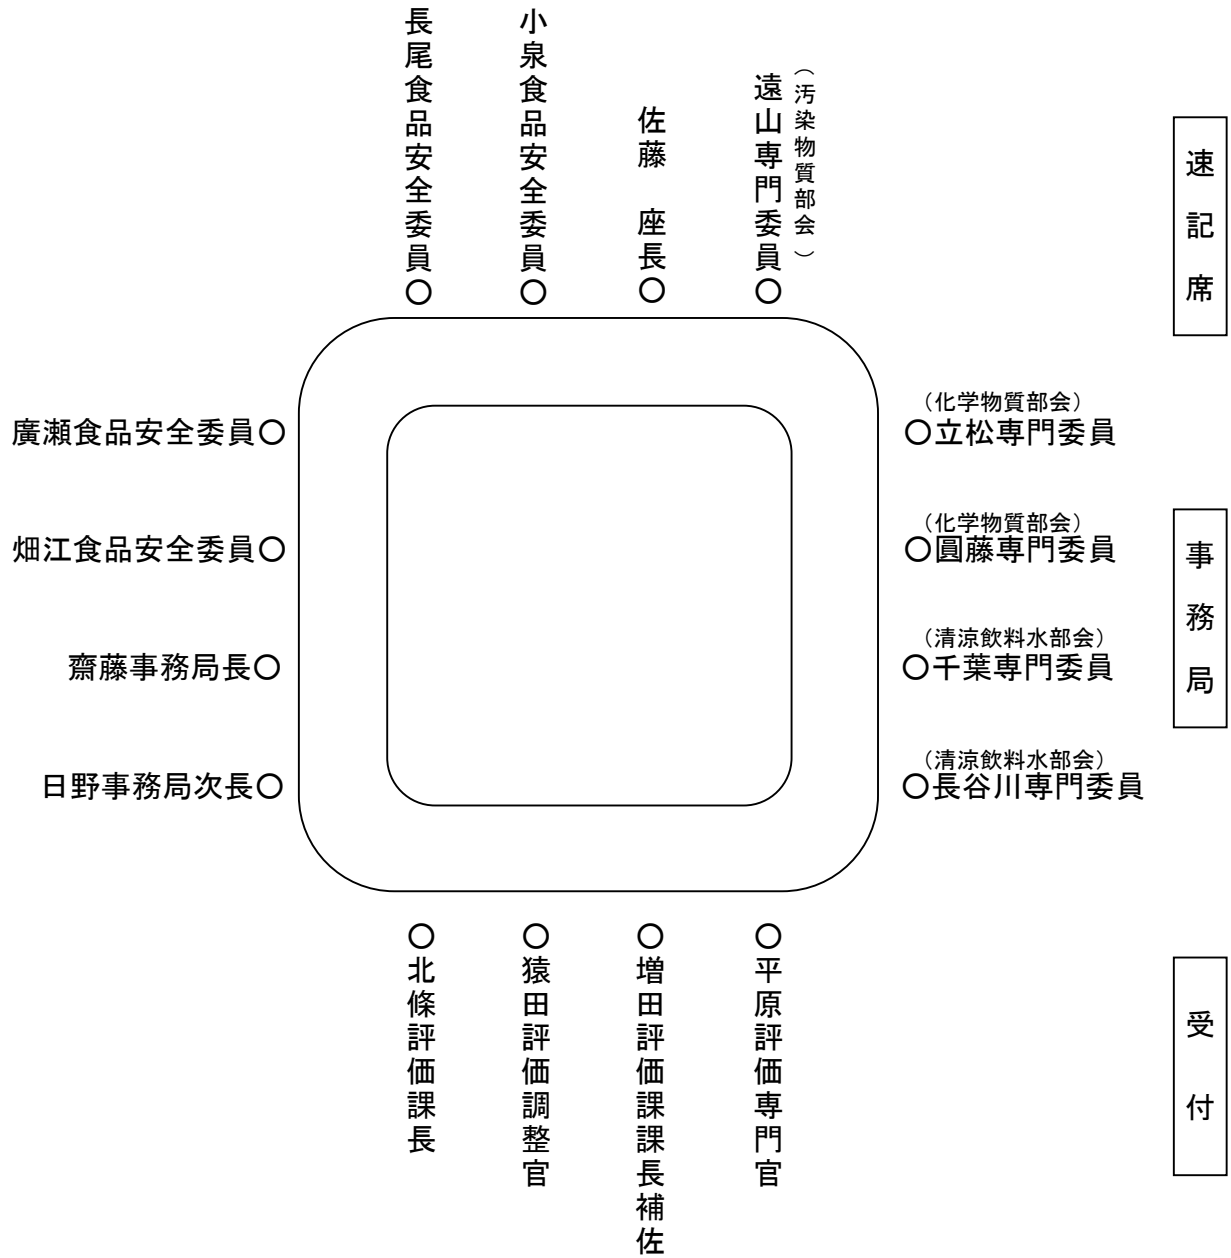 長尾食品安全委員○
小泉食品安全委員○
佐藤　座長○
（汚染物質部会）
遠山専門委員○
速記席
廣瀬食品安全委員○
畑江食品安全委員○
齋藤事務局長○
日野事務局次長○
（化学物質部会）
○立松専門委員
（化学物質部会）
○圓藤専門委員
（清涼飲料水部会）
○千葉専門委員
（清涼飲料水部会）
○長谷川専門委員
事務局
○北條評価課長
○猿田評価調整官
○増田評価課課長補佐
○平原評価専門官
受付